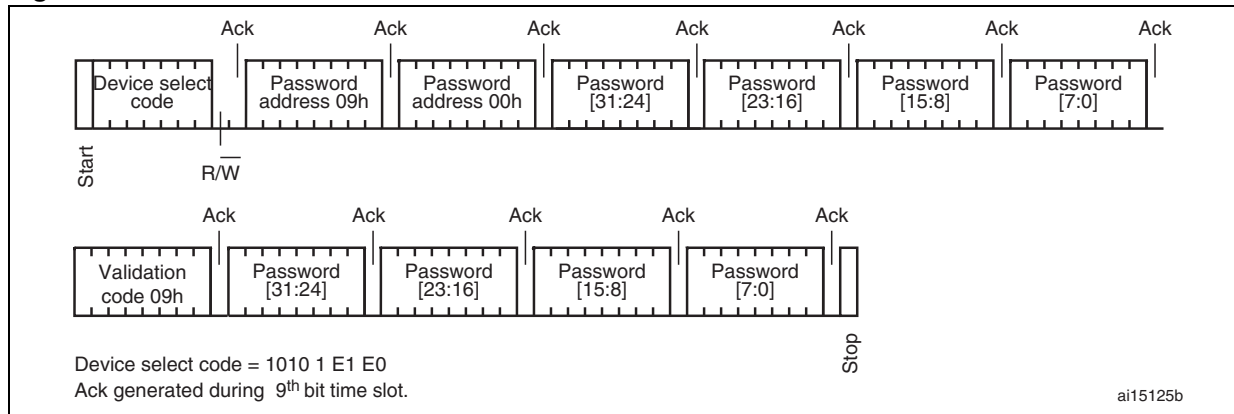 Ack Ack Ack Ack Ack Ack Ack
Device select Password Password Password Password Password Password
code address 09h address 00h [31:24] [23:16] [15:8] [7:0]
Start
R/W
Ack Ack Ack Ack Ack
Validation Password Password Password Password
code 09h [31:24] [23:16] [15:8] [7:0]
Stop
Device select code = 1010 1 E1 E0
Ack generated during 9th bit time slot.
ai15125b